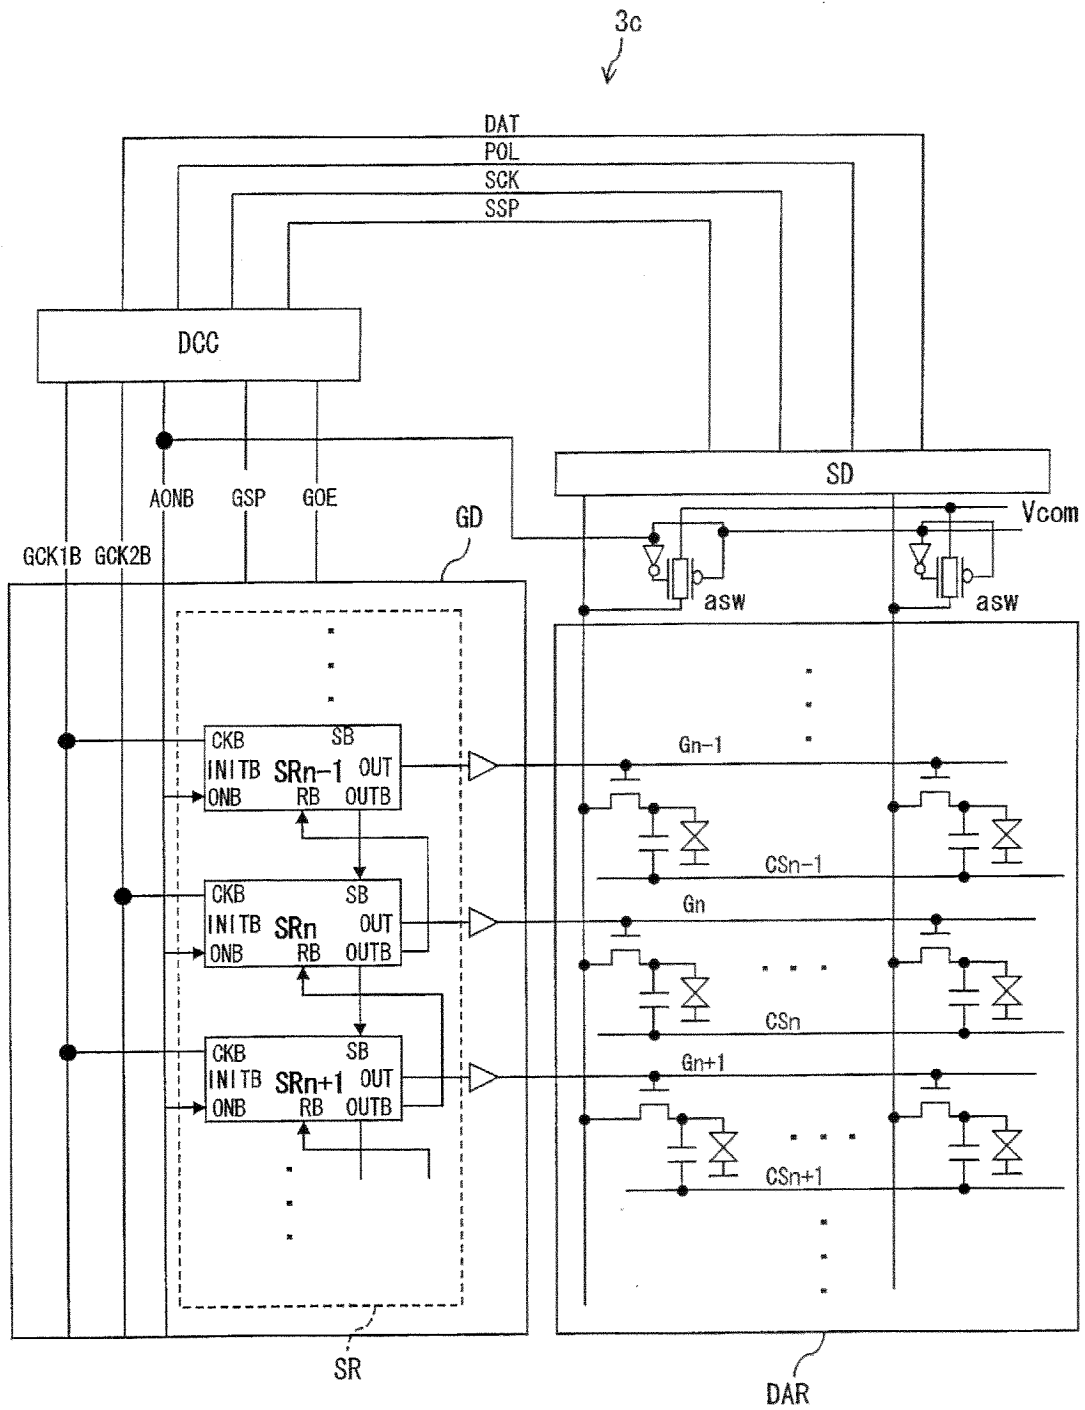 3c
DAT
POL
SCK
SSP
DCC
SD
AONB
GSP
GOE
GD
Vcom
GCK1B
GCK2B
asw
asw
CKB
SB
INITB
SRn-1
OUT
ONB
RB
OUTB
Gn-1
CSn-1
CKB
SB
INITB
SRn
OUT
ONB
RB
OUTB
Gn
CSn
CKB
SB
INITB
SRn+1
OUT
ONB
RB
OUTB
Gn+1
CSn+1
SR
DAR